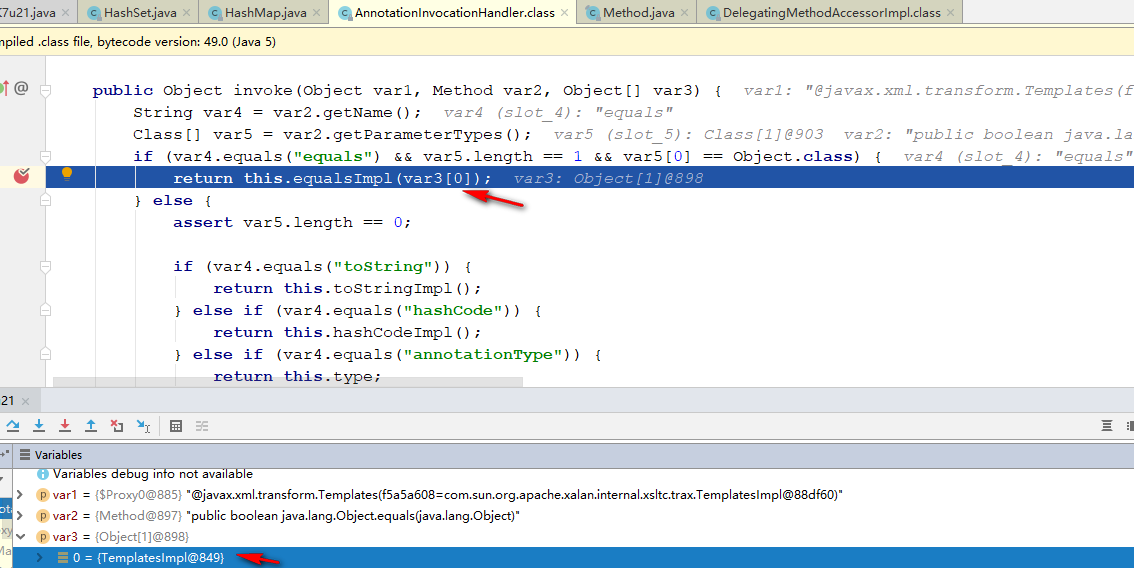 K7u21.java HashSet.java HashMap.java AnnotationInvocationHandler.class Method.java DelegatingMethodAccessorImpl.class
mpiled .class file, bytecode version: 49.0 (Java 5)
public Object invoke(Object var1, Method var2, Object[] var3) { var1: "@javax.xml.transform.Templates(f
String var4 = var2.getName(); var4 (slot_4): "equals"
Class[] var5 = var2.getParameterTypes(); var5 (slot_5): Class[1]@903 var2: "public boolean java.la
if (var4.equals("equals") && var5.length == 1 && var5[0] == Object.class) { var4 (slot_4): "equals"
return this.equalsImpl(var3[0]); var3: Object[1]@898
} else {
assert var5.length == 0;
if (var4.equals("toString")) {
return this.toStringImpl();
} else if (var4.equals("hashCode")) {
return this.hashCodeImpl();
} else if (var4.equals("annotationType")) {
return this.type;
21
Variables
Variables debug info not available
var1 = {$Proxy0@885} "@javax.xml.transform.Templates(f5a5a608=com.sun.org.apache.xalan.internal.xsltc.trax.TemplatesImpl@88df60)"
var2 = {Method@897} "public boolean java.lang.Object.equals(java.lang.Object)"
var3 = {Object[1]@898}
0 = {TemplatesImpl@849}